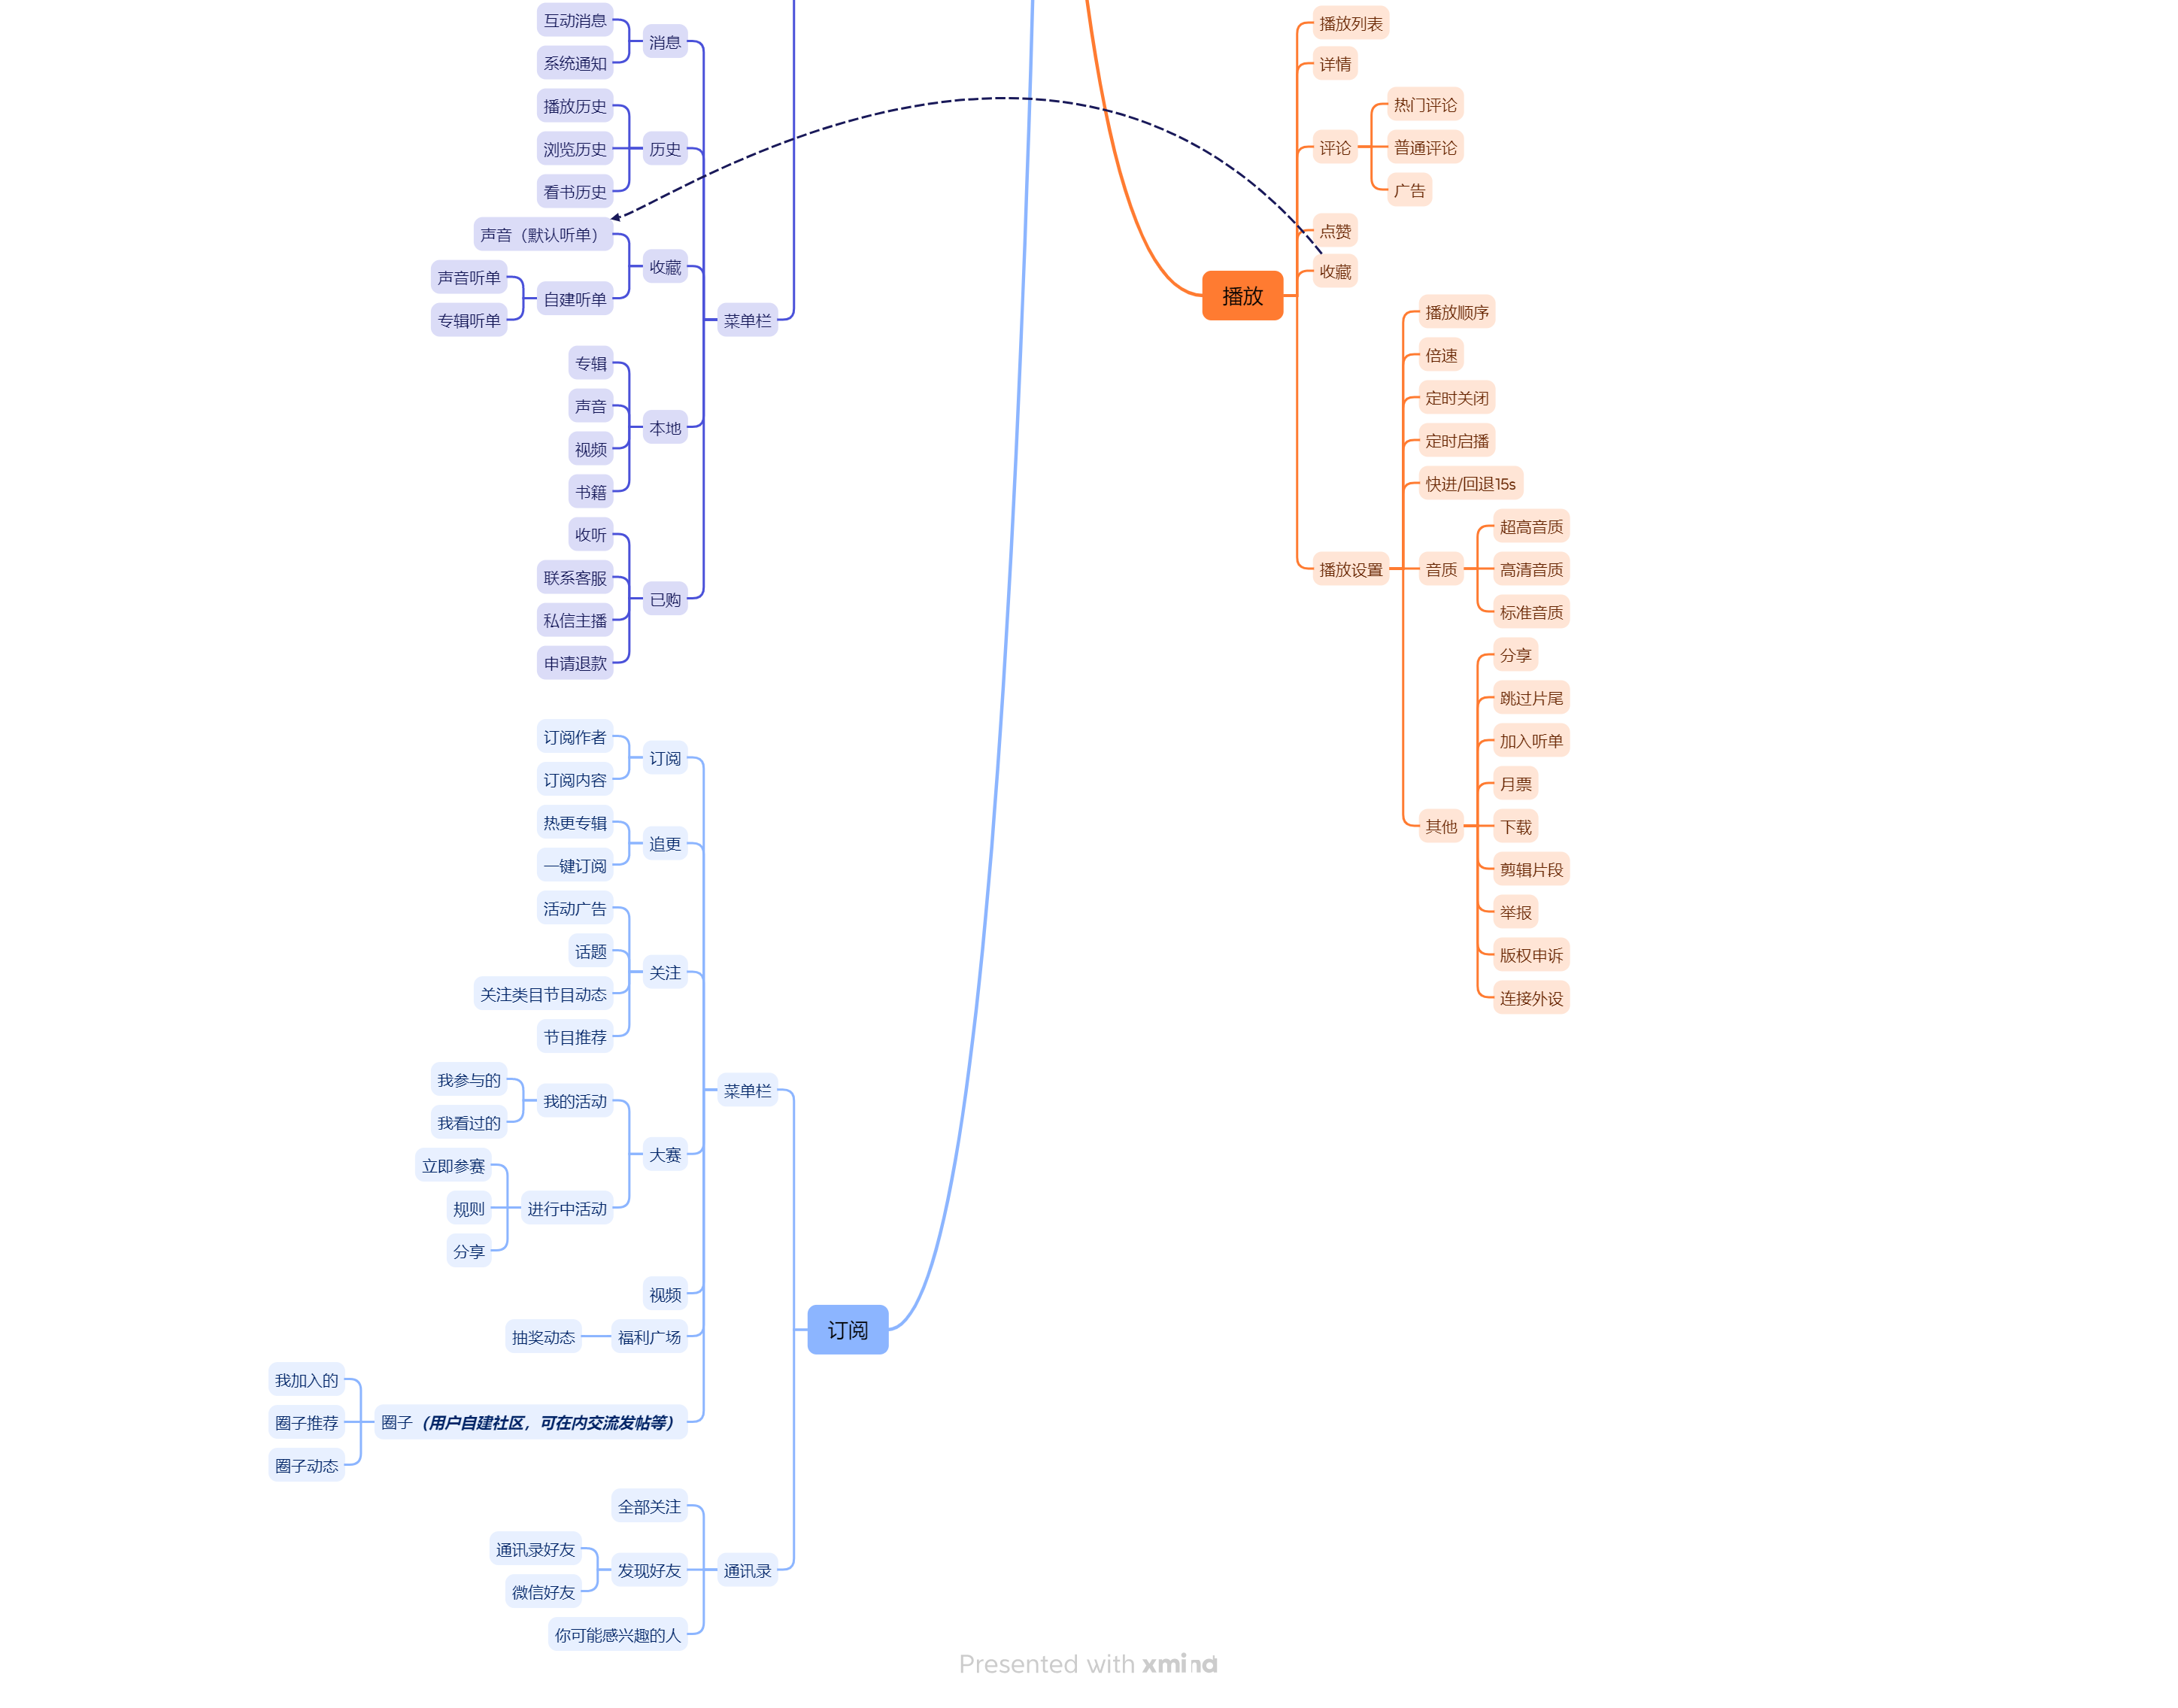 互动消息
系统通知
消息
播放历史
浏览历史
看书历史
历史
声音（默认听单）
声音听单
专辑听单
自建听单
收藏
专辑
声音
视频
书籍
本地
收听
联系客服
私信主播
申请退款
已购
菜单栏
订阅作者
订阅内容
订阅
热更专辑
一键订阅
追更
活动广告
话题
关注类目节目动态
节目推荐
关注
我参与的
我看过的
我的活动
立即参赛
规则
分享
进行中活动
大赛
视频
抽奖动态
福利广场
我加入的
圈子推荐
圈子动态
圈子（用户自建社区，可在内交流发帖等）
菜单栏
全部关注
通讯录好友
微信好友
发现好友
你可能感兴趣的人
通讯录
订阅
播放
播放列表
详情
评论
热门评论
普通评论
广告
点赞
收藏
播放设置
播放顺序
倍速
定时关闭
定时启播
快进/回退15s
音质
超高音质
高清音质
标准音质
其他
分享
跳过片尾
加入听单
月票
下载
剪辑片段
举报
版权申诉
连接外设
Presented with xmind